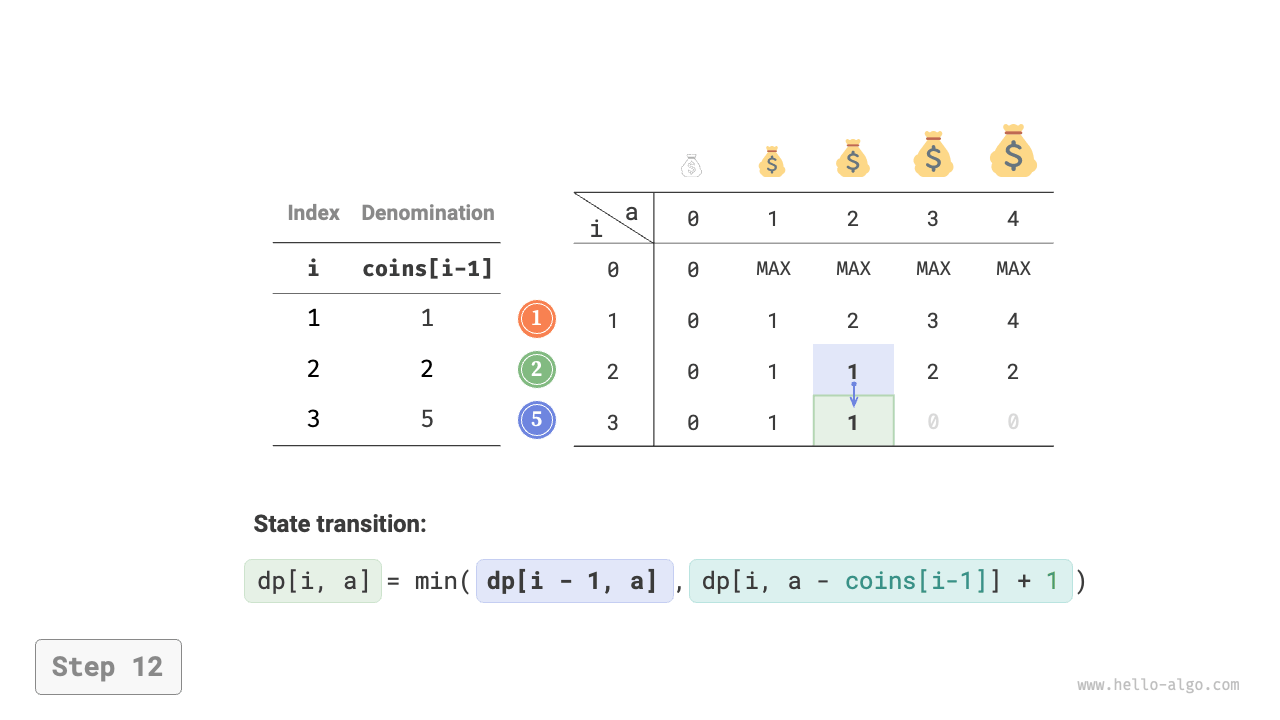 $ $ $ $ $
Index Denomination
i coins[i-1]
1 1
2 2
3 5
1
2
5
i a 0 1 2 3 4
0 0 MAX MAX MAX MAX
1 0 1 2 3 4
2 0 1 1 2 2
3 0 1 1 0 0
State transition:
dp[i, a] = min( dp[i - 1, a] , dp[i, a - coins[i-1]] + 1 )
Step 12
www.hello-algo.com